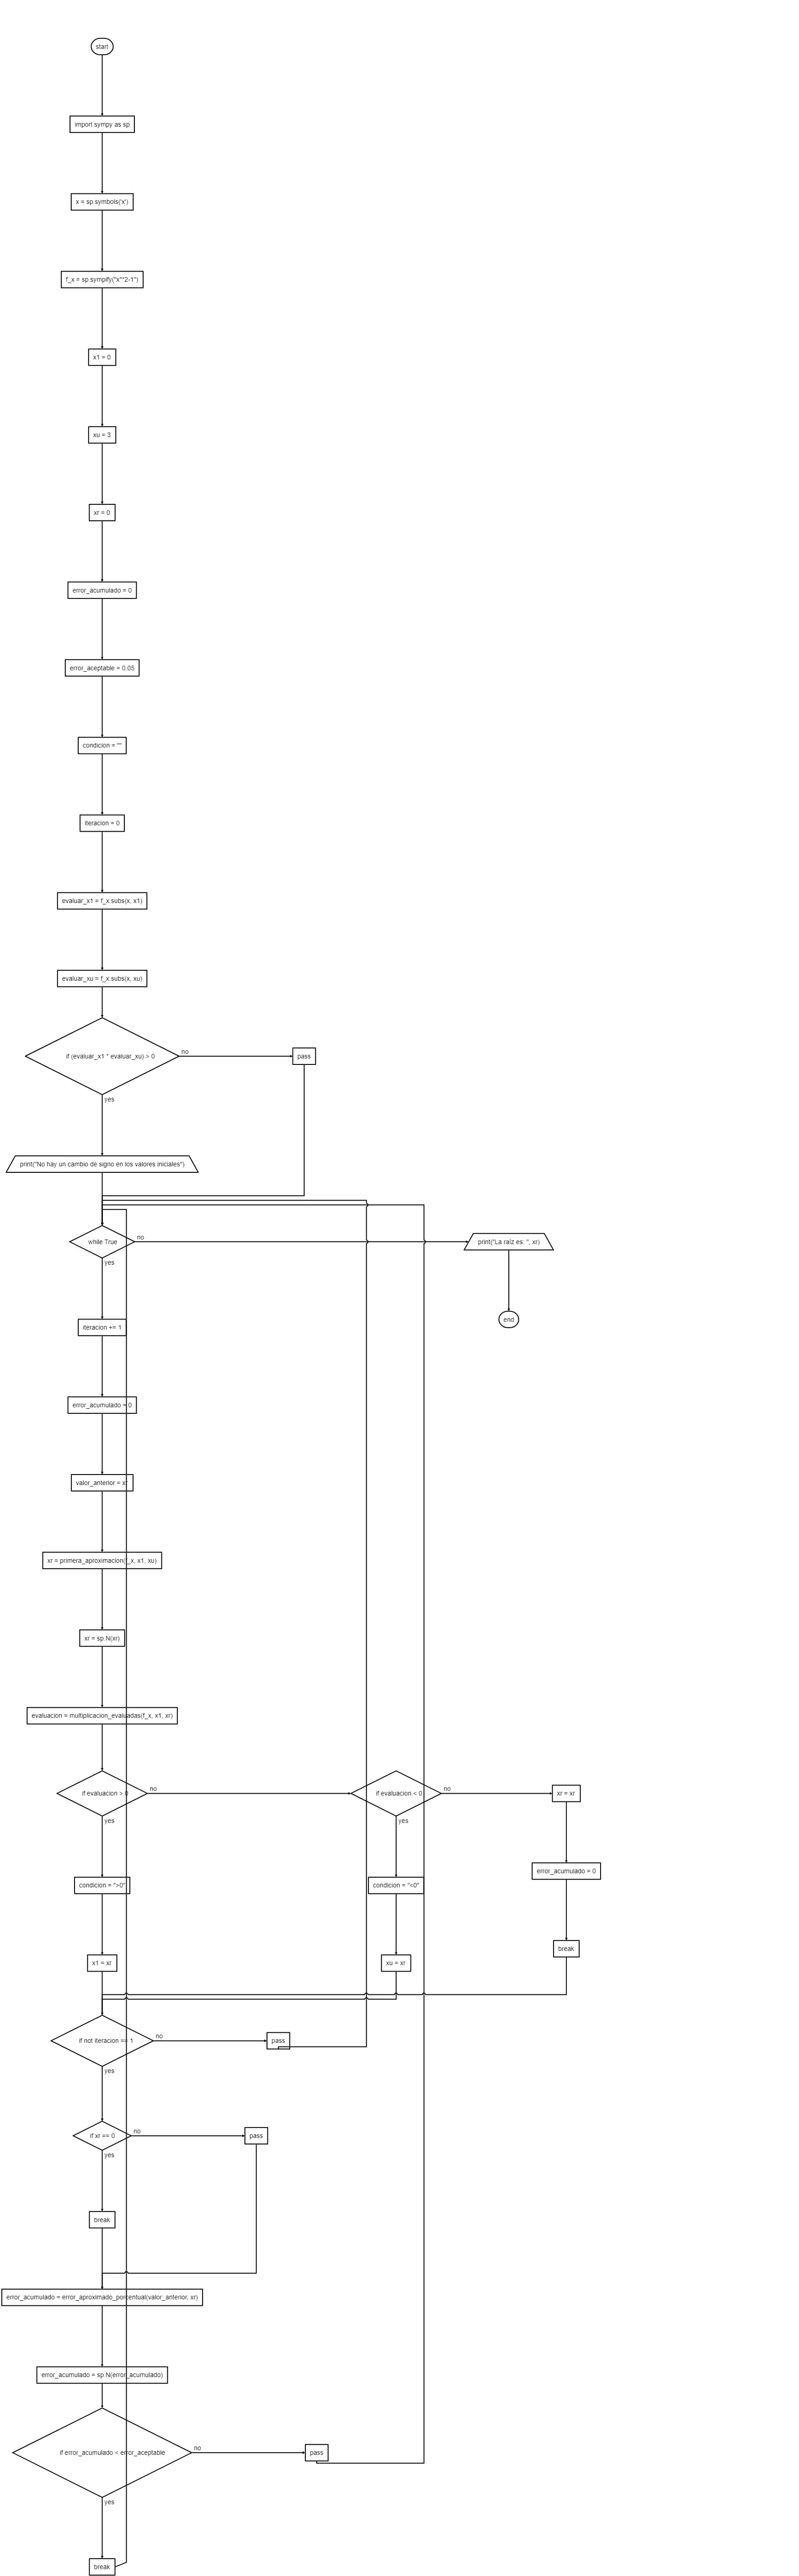 start
import sympy as sp
x = sp.symbols('x')
f_x = sp.sympify("x**2-1")
x1 = 0
xu = 3
xr = 0
error_acumulado = 0
error_aceptable = 0.05
condicion = ""
iteracion = 0
evaluar_x1 = f_x.subs(x, x1)
evaluar_xu = f_x.subs(x, xu)
if (evaluar_x1 * evaluar_xu) > 0
no
pass
yes
print("No hay un cambio de signo en los valores iniciales")
while True
no
print("La raíz es: ", xr)
yes
end
iteracion += 1
error_acumulado = 0
valor_anterior = xr
xr = primera_aproximacion(f_x, x1, xu)
xr = sp.N(xr)
evaluacion = multiplicacion_evaluadas(f_x, x1, xr)
if evaluacion > 0
no
if evaluacion < 0
no
xr = xr
yes
yes
error_acumulado = 0
condicion = ">0"
condicion = "<0"
break
x1 = xr
xu = xr
if not iteracion == 1
no
pass
yes
if xr == 0
no
pass
yes
break
error_acumulado = error_aproximado_porcentual(valor_anterior, xr)
error_acumulado = sp.N(error_acumulado)
if error_acumulado < error_aceptable
no
pass
yes
break